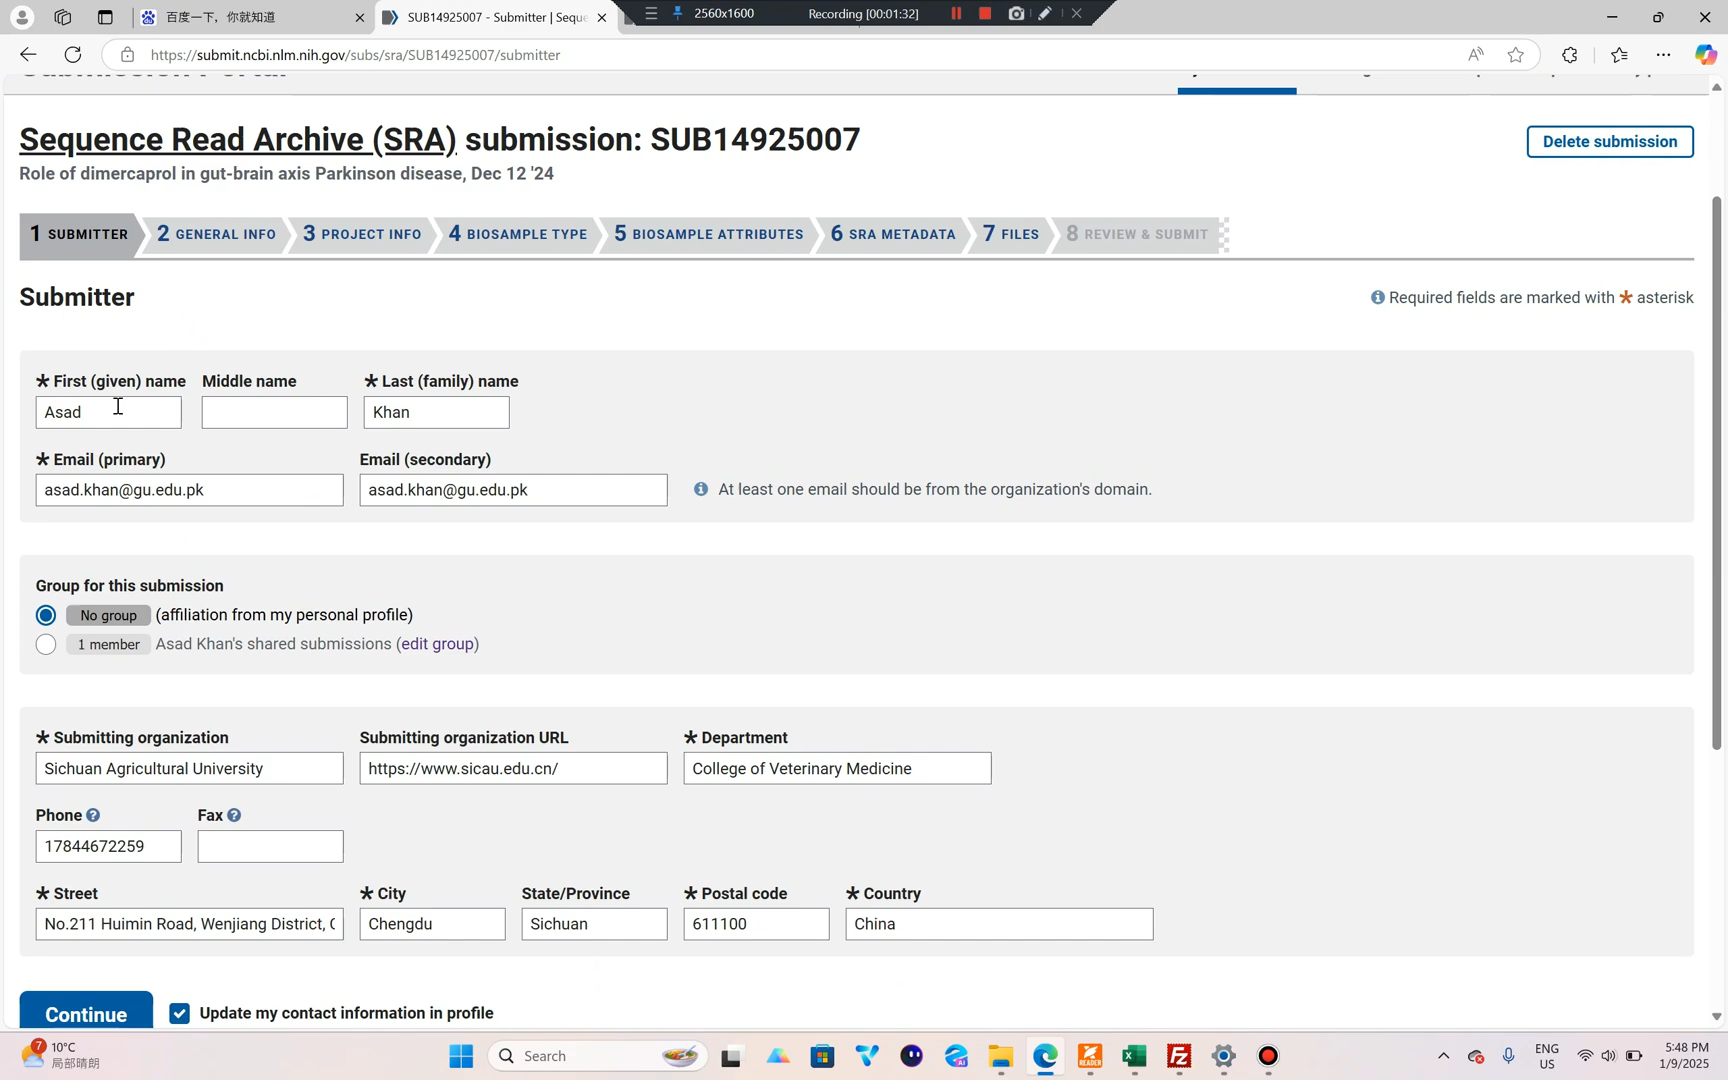 百度一下，你就知道
SUB14925007 - Submitter | Seque
2560x1600
Recording [00:01:32]
https://submit.ncbi.nlm.nih.gov/subs/sra/SUB14925007/submitter
Sequence Read Archive (SRA) submission: SUB14925007
Delete submission
Role of dimercaprol in gut-brain axis Parkinson disease, Dec 12 '24
1 SUBMITTER
2 GENERAL INFO
3 PROJECT INFO
4 BIOSAMPLE TYPE
5 BIOSAMPLE ATTRIBUTES
6 SRA METADATA
7 FILES
8 REVIEW & SUBMIT
Submitter
Required fields are marked with * asterisk
* First (given) name
Middle name
* Last (family) name
Asad
Khan
* Email (primary)
Email (secondary)
asad.khan@gu.edu.pk
asad.khan@gu.edu.pk
At least one email should be from the organization's domain.
Group for this submission
No group (affiliation from my personal profile)
1 member Asad Khan's shared submissions (edit group)
* Submitting organization
Submitting organization URL
* Department
Sichuan Agricultural University
https://www.sicau.edu.cn/
College of Veterinary Medicine
Phone ?
Fax ?
17844672259
* Street
* City
State/Province
* Postal code
* Country
No.211 Huimin Road, Wenjiang District, C
Chengdu
Sichuan
611100
China
Continue
Update my contact information in profile
7
10°C
局部晴朗
Search
READER
ENG
US
5:48 PM
1/9/2025